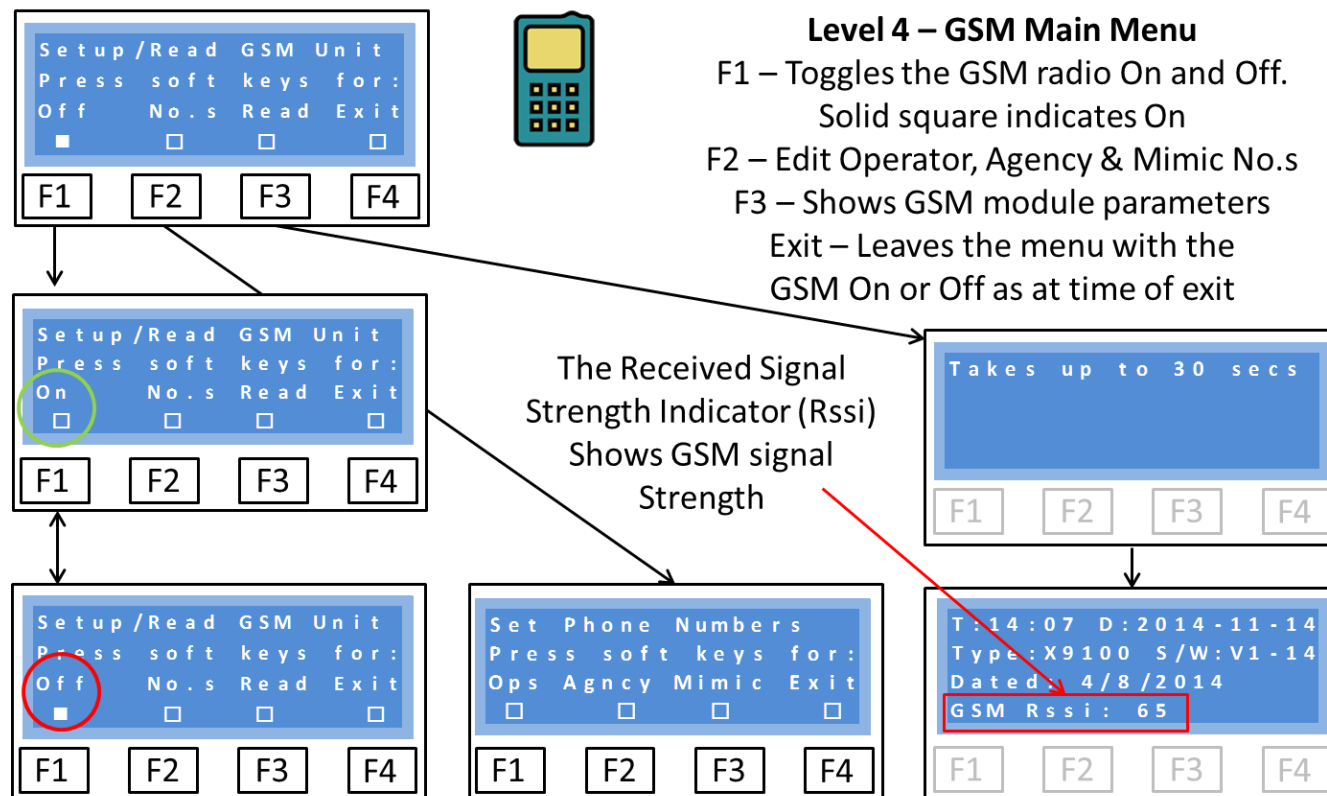 Setup/Read GSM Unit
Press soft keys for:
Off No.s Read Exit
F1 F2 F3 F4
Level 4 – GSM Main Menu
F1 – Toggles the GSM radio On and Off.
Solid square indicates On
F2 – Edit Operator, Agency & Mimic No.s
F3 – Shows GSM module parameters
Exit – Leaves the menu with the
GSM On or Off as at time of exit
Setup/Read GSM Unit
Press soft keys for:
On No.s Read Exit
F1 F2 F3 F4
The Received Signal
Strength Indicator (Rssi)
Shows GSM signal
Strength
Takes up to 30 secs
F1 F2 F3 F4
Setup/Read GSM Unit
Press soft keys for:
Off No.s Read Exit
F1 F2 F3 F4
Set Phone Numbers
Press soft keys for:
Ops Agncy Mimic Exit
F1 F2 F3 F4
T:14:07 D:2014-11-14
Type:X9100 S/W:V1-14
Dated: 4/8/2014
GSM Rssi: 65
F1 F2 F3 F4